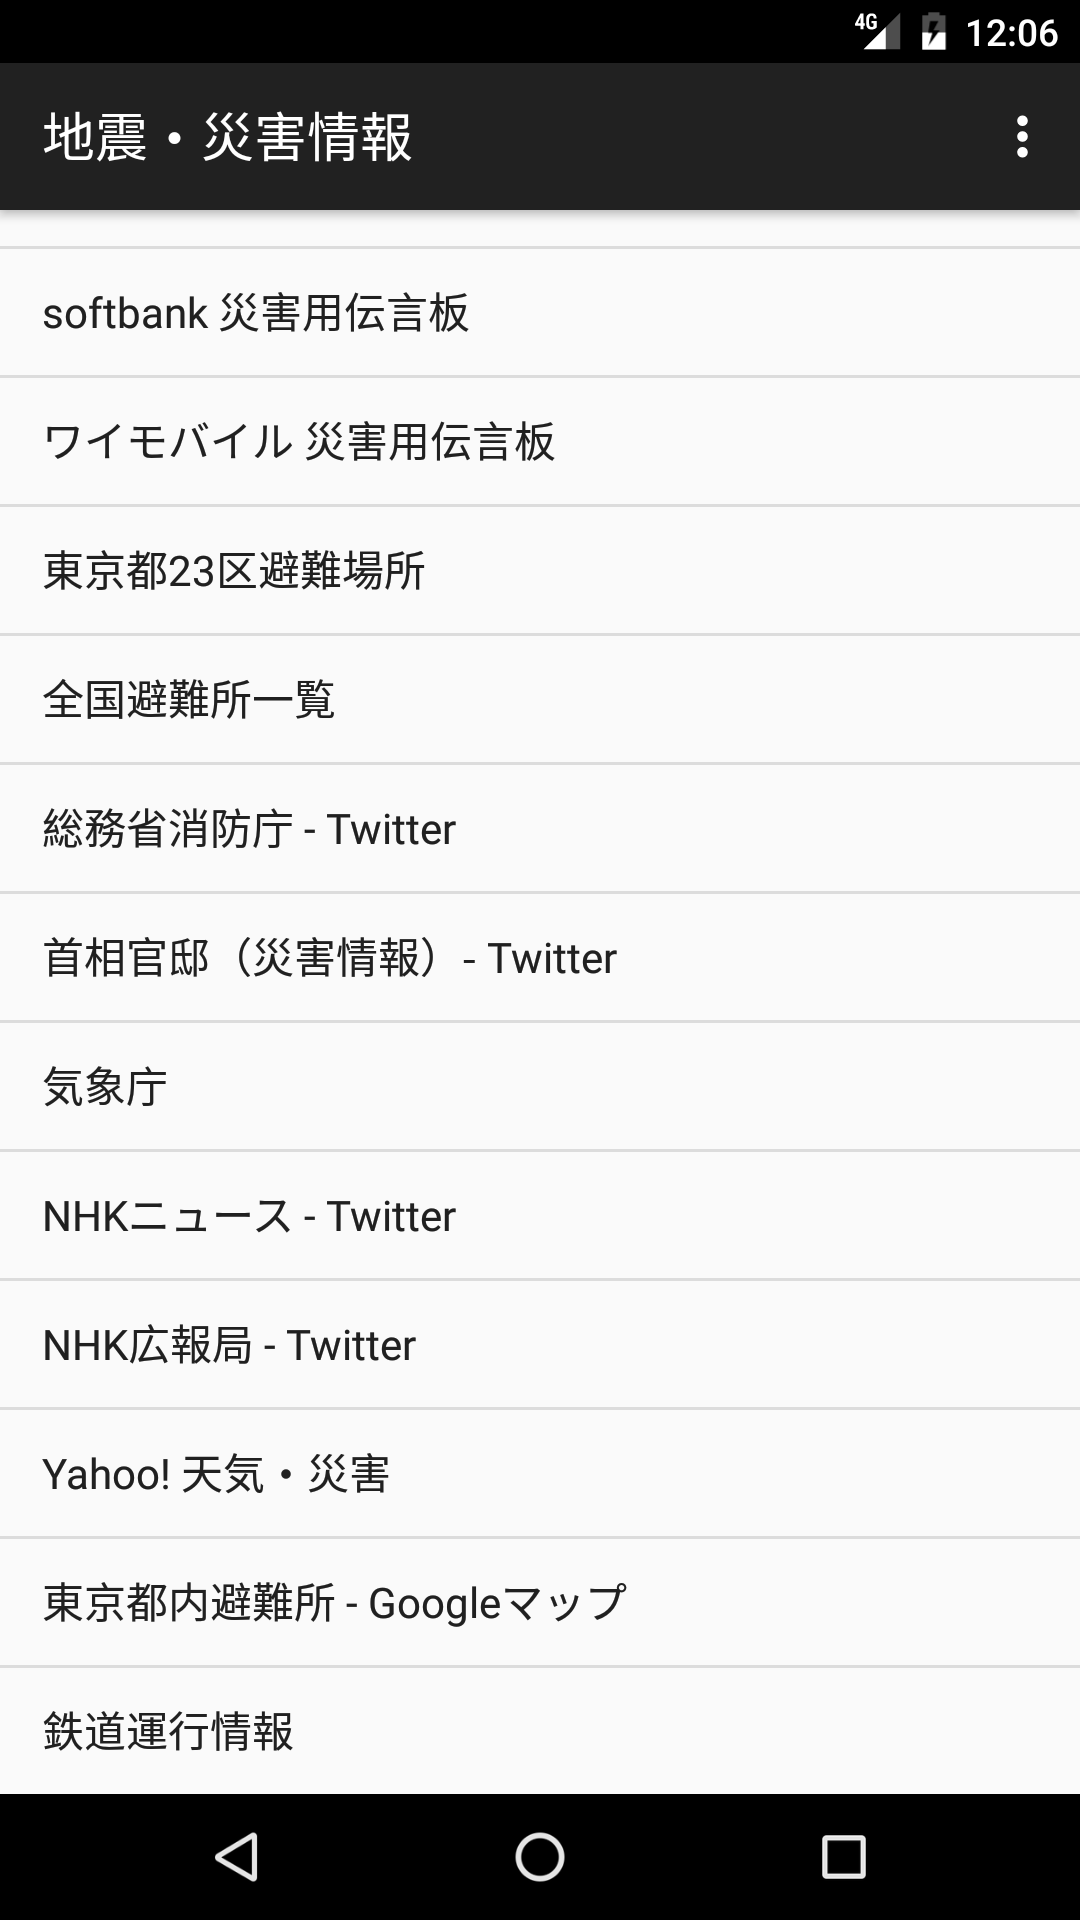 4G 12:06
地震・災害情報
softbank 災害用伝言板
ワイモバイル 災害用伝言板
東京都23区避難場所
全国避難所一覧
総務省消防庁 - Twitter
首相官邸（災害情報）- Twitter
気象庁
NHKニュース - Twitter
NHK広報局 - Twitter
Yahoo! 天気・災害
東京都内避難所 - Googleマップ
鉄道運行情報